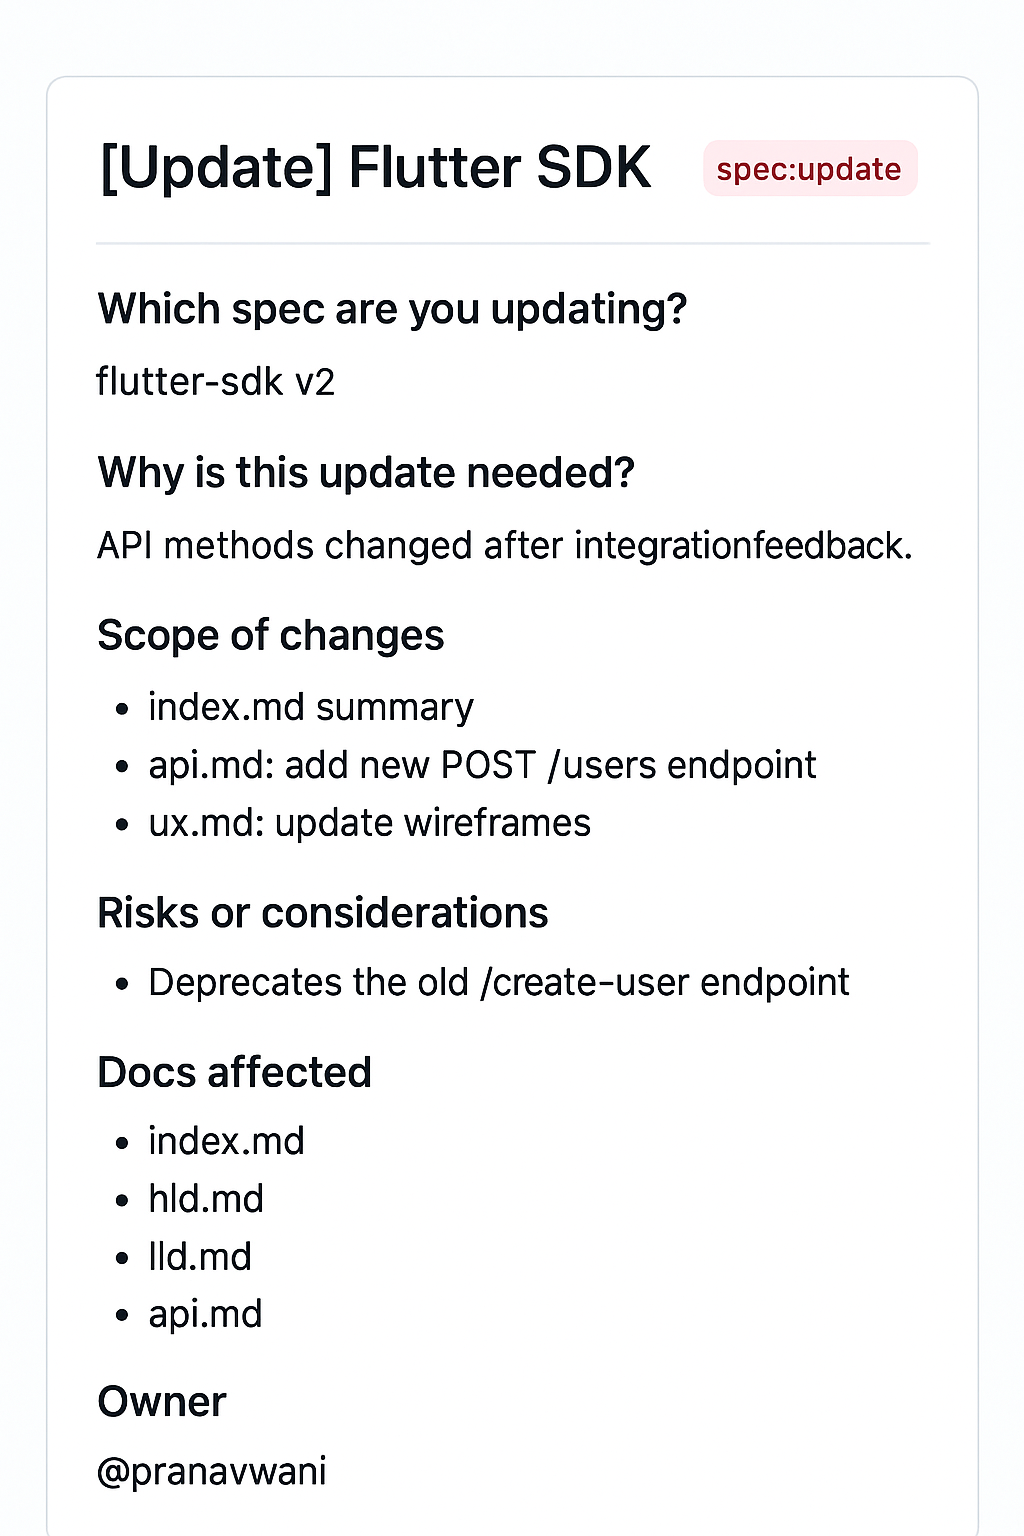 [Update] Flutter SDK spec:update
Which spec are you updating?
flutter-sdk v2
Why is this update needed?
API methods changed after integrationfeedback.
Scope of changes
• index.md summary
• api.md: add new POST /users endpoint
• ux.md: update wireframes
Risks or considerations
• Deprecates the old /create-user endpoint
Docs affected
• index.md
• hld.md
• lld.md
• api.md
Owner
@pranavwani